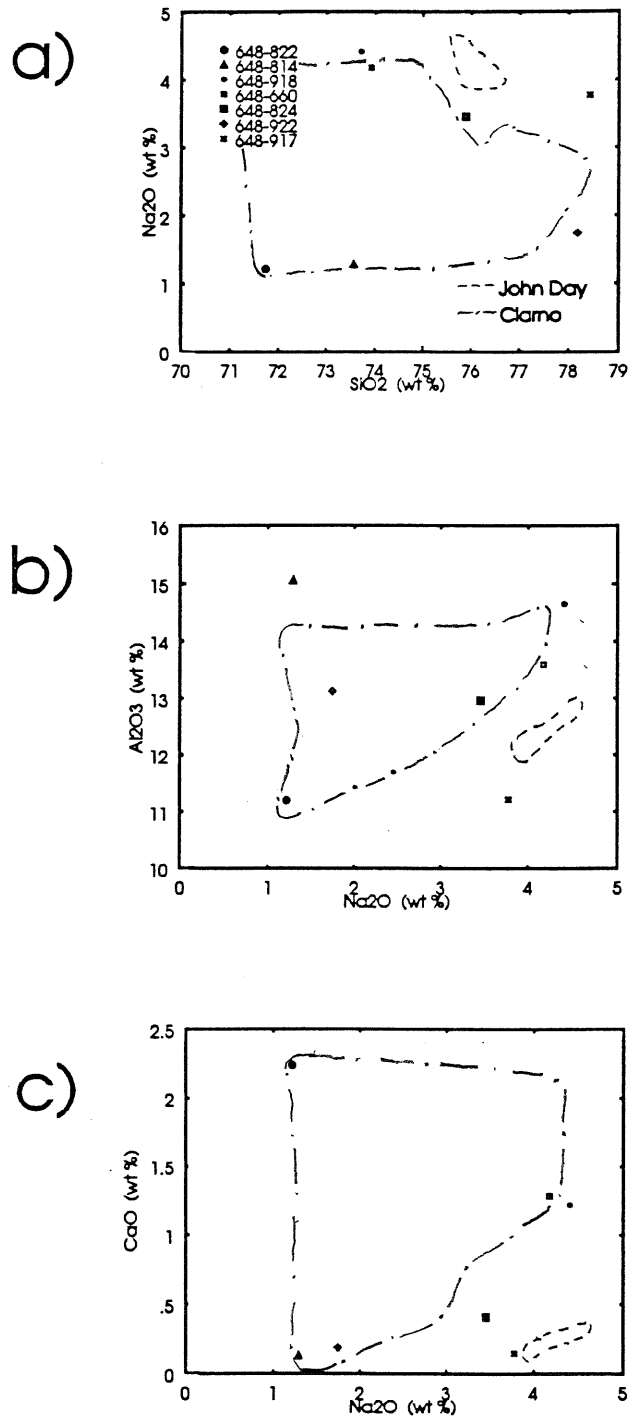 a)
5
4
3
2
1
0
Na2O (wt %)
648-822
648-814
648-918
648-660
648-824
648-922
648-917
John Day
Clarno
70 71 72 73 74 75 76 77 78 79
SiO2 (wt %)
b)
16
15
14
13
12
11
10
Al2O3 (wt %)
0 1 2 3 4 5
Na2O (wt %)
c)
2.5
2
1.5
1
.5
0
CaO (wt %)
0 1 2 3 4 5
Na2O (wt %)